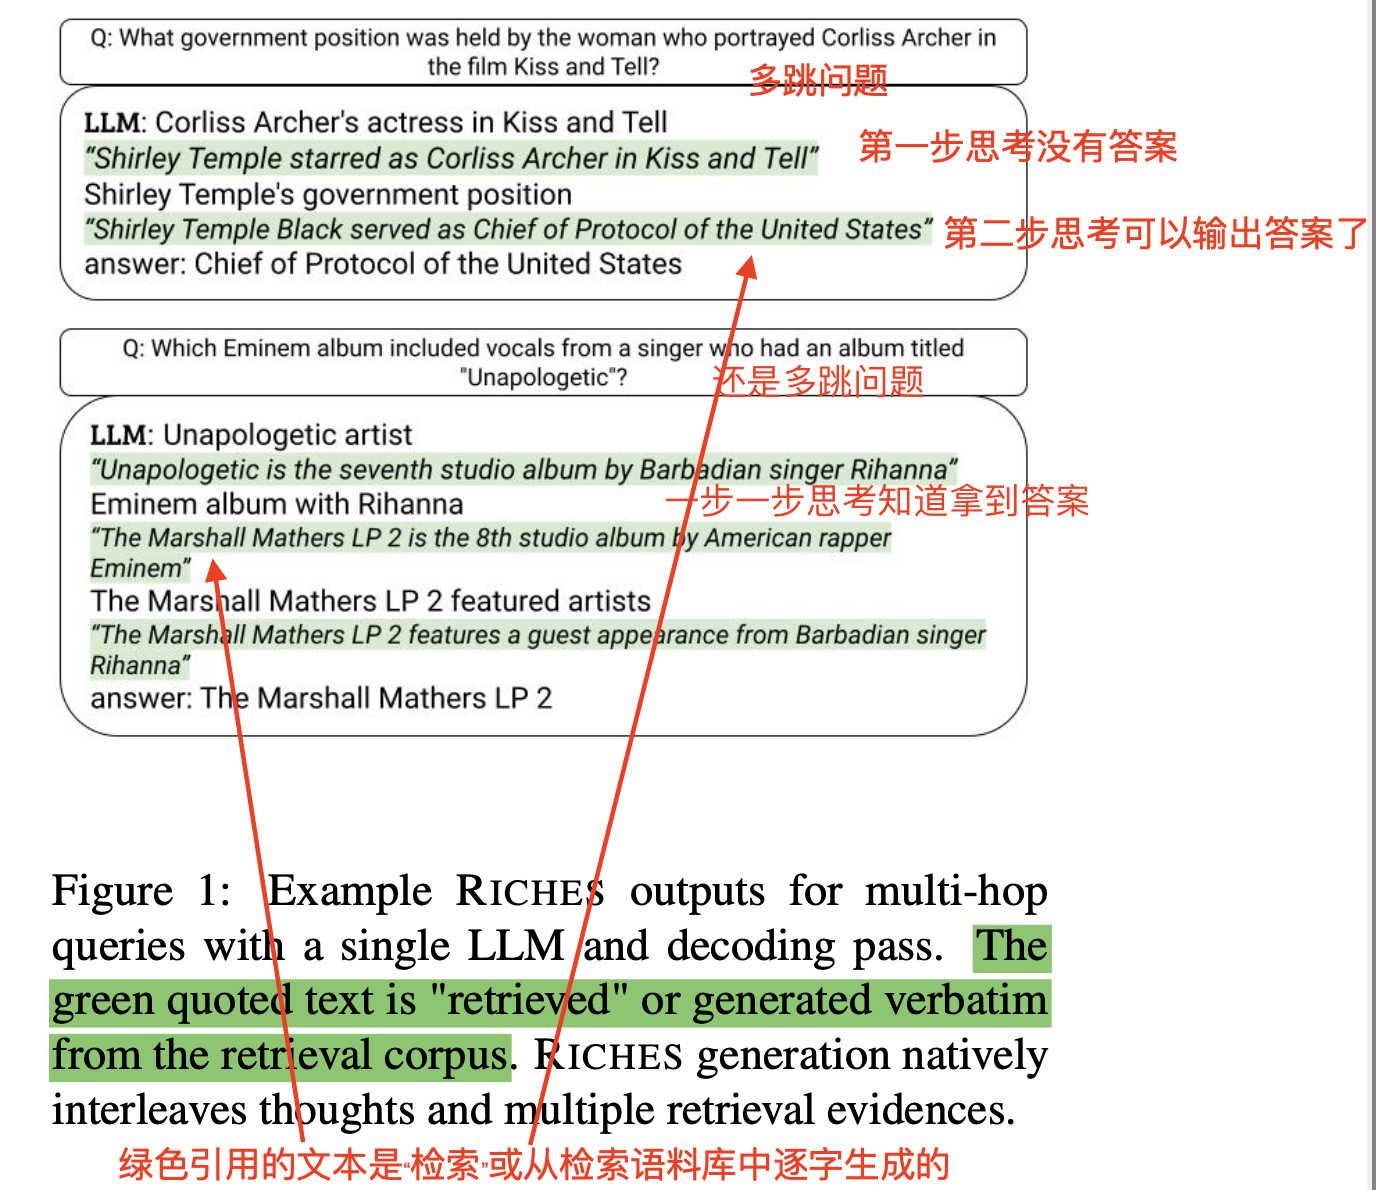 Q: What government position was held by the woman who portrayed Corliss Archer in
the film Kiss and Tell?
多跳问题
LLM: Corliss Archer's actress in Kiss and Tell
“Shirley Temple starred as Corliss Archer in Kiss and Tell”
第一步思考没有答案
Shirley Temple's government position
“Shirley Temple Black served as Chief of Protocol of the United States”
第二步思考可以输出答案了
answer: Chief of Protocol of the United States
Q: Which Eminem album included vocals from a singer who had an album titled
"Unapologetic"?
还是多跳问题
LLM: Unapologetic artist
“Unapologetic is the seventh studio album by Barbadian singer Rihanna”
Eminem album with Rihanna
一步一步思考知道拿到答案
“The Marshall Mathers LP 2 is the 8th studio album by American rapper
Eminem”
The Marshall Mathers LP 2 featured artists
“The Marshall Mathers LP 2 features a guest appearance from Barbadian singer
Rihanna”
answer: The Marshall Mathers LP 2
Figure 1: Example RICHES outputs for multi-hop
queries with a single LLM and decoding pass. The
green quoted text is "retrieved" or generated verbatim
from the retrieval corpus. RICHES generation natively
interleaves thoughts and multiple retrieval evidences.
绿色引用的文本是“检索”或从检索语料库中逐字生成的